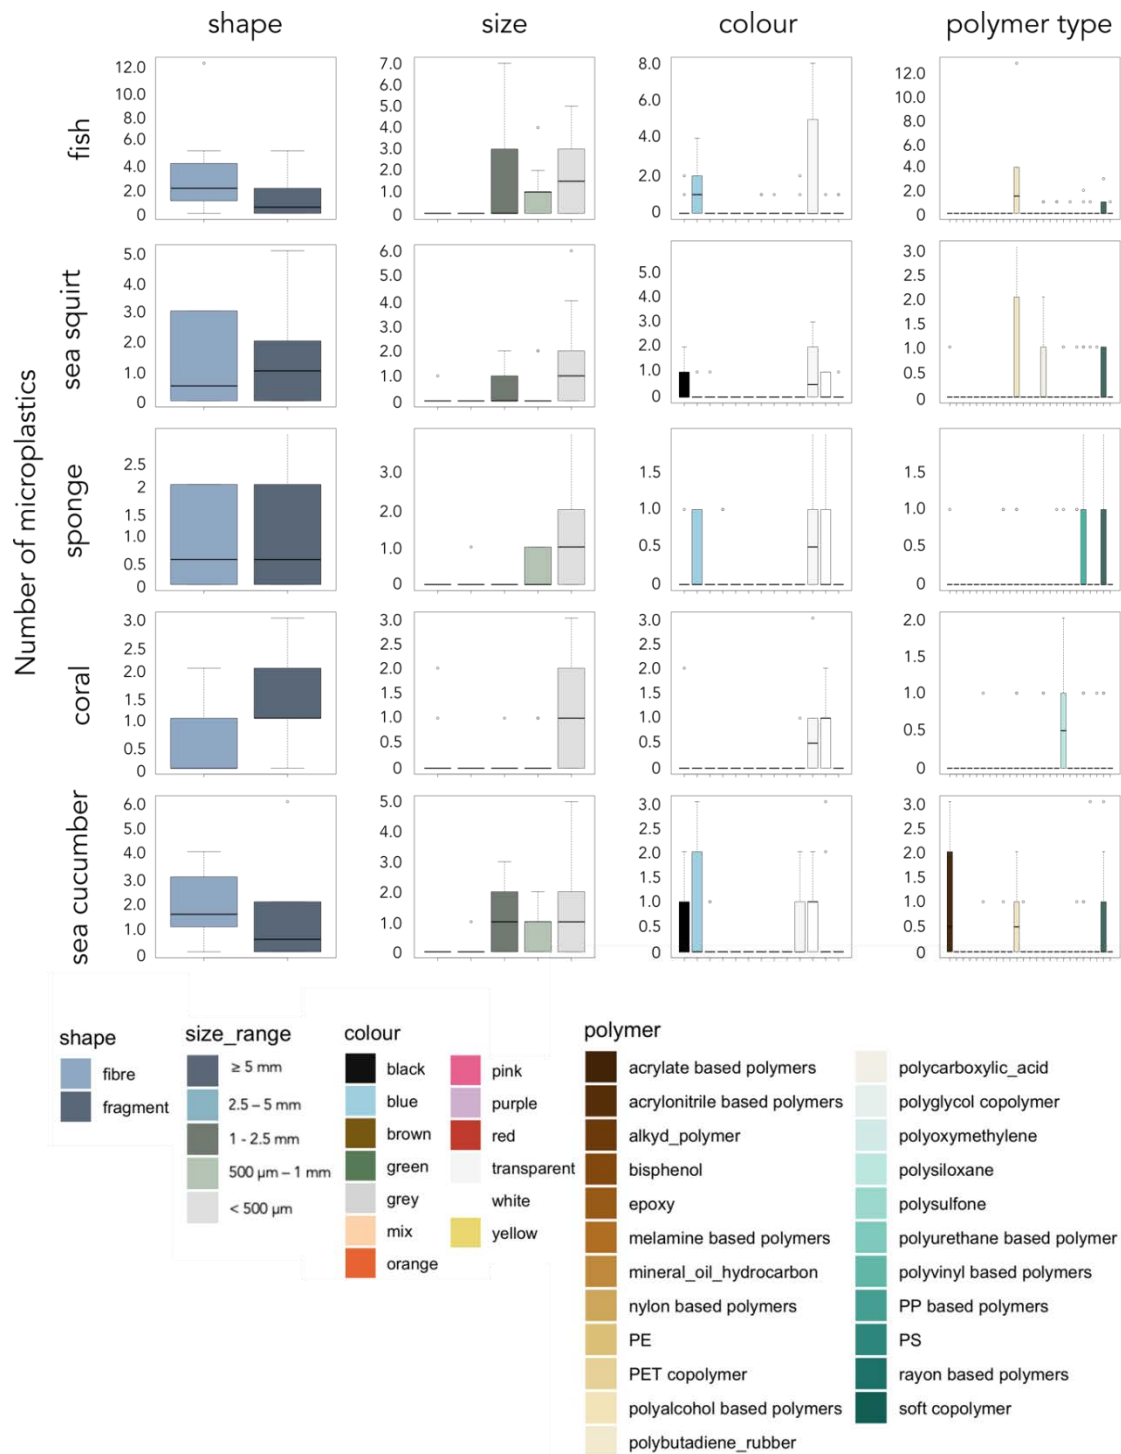 shape size colour polymer type
Number of microplastics
fish
12.0 10.0 8.0 6.0 4.0 2.0 0
7.0 6.0 5.0 4.0 3.0 2.0 1.0 0
8.0 6.0 4.0 2.0 0
12.0 10.0 8.0 6.0 4.0 2.0 0
sea squirt
5.0 4.0 3.0 2.0 1.0 0
6.0 5.0 4.0 3.0 2.0 1.0 0
5.0 4.0 3.0 2.0 1.0 0
3.0 2.5 2.0 1.5 1.0 0.5 0
sponge
2.5 2 1.5 1.0 0.5 0
3.0 2.0 1.0 0
1.5 1.0 0.5 0
1.5 1.0 0.5 0
coral
3.0 2.5 2.0 1.5 1.0 0.5 0
3.0 2.5 2.0 1.5 1.0 0.5 0
3.0 2.5 2.0 1.5 1.0 0.5 0
2.0 1.5 1.0 0.5 0
sea cucumber
6.0 5.0 4.0 3.0 2.0 1.0 0
5.0 4.0 3.0 2.0 1.0 0
3.0 2.5 2.0 1.5 1.0 0.5 0
3.0 2.5 2.0 1.5 1.0 0.5 0
shape
fibre
fragment
size_range
≥ 5 mm
2.5 – 5 mm
1 - 2.5 mm
500 µm – 1 mm
< 500 µm
colour
black
blue
brown
green
grey
mix
orange
pink
purple
red
transparent
white
yellow
polymer
acrylate based polymers
acrylonitrile based polymers
alkyd_polymer
bisphenol
epoxy
melamine based polymers
mineral_oil_hydrocarbon
nylon based polymers
PE
PET copolymer
polyalcohol based polymers
polybutadiene_rubber
polycarboxylic_acid
polyglycol copolymer
polyoxymethylene
polysiloxane
polysulfone
polyurethane based polymer
polyvinyl based polymers
PP based polymers
PS
rayon based polymers
soft copolymer